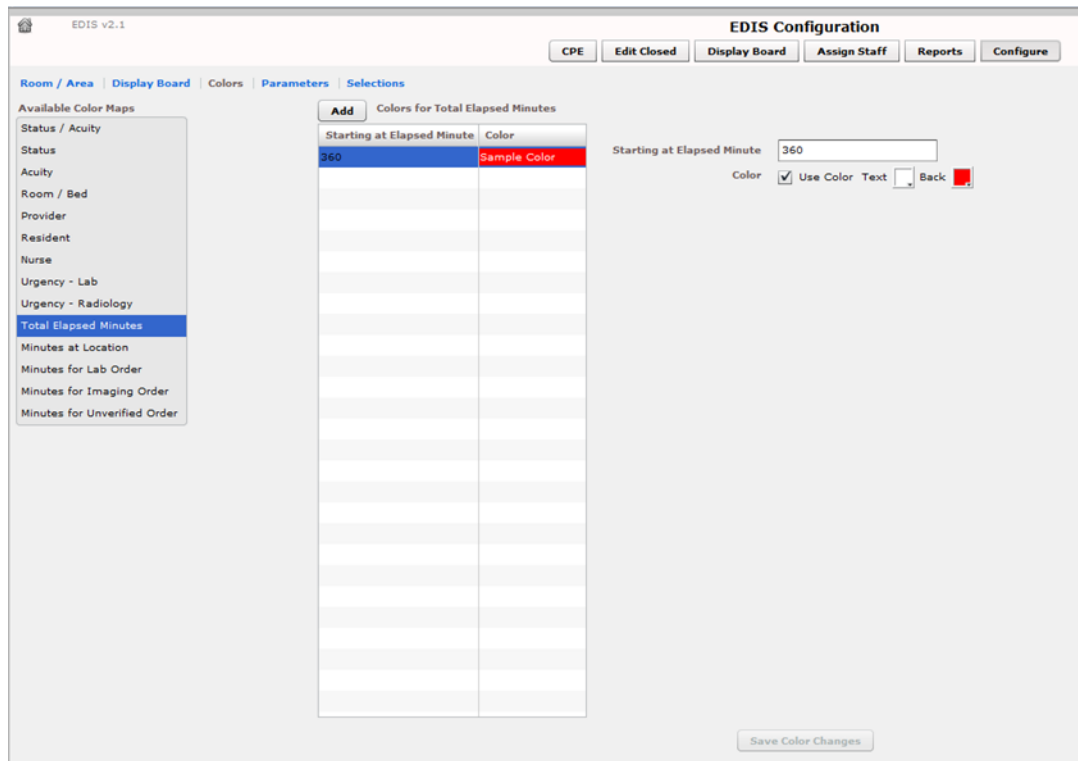 EDIS v2.1
EDIS Configuration
CPE Edit Closed Display Board Assign Staff Reports Configure
Room / Area Display Board Colors Parameters Selections
Available Color Maps
Status / Acuity
Status
Acuity
Room / Bed
Provider
Resident
Nurse
Urgency - Lab
Urgency - Radiology
Total Elapsed Minutes
Minutes at Location
Minutes for Lab Order
Minutes for Imaging Order
Minutes for Unverified Order
Add Colors for Total Elapsed Minutes
Starting at Elapsed Minute Color
360 Sample Color
Starting at Elapsed Minute 360
Color Use Color Text Back
Save Color Changes